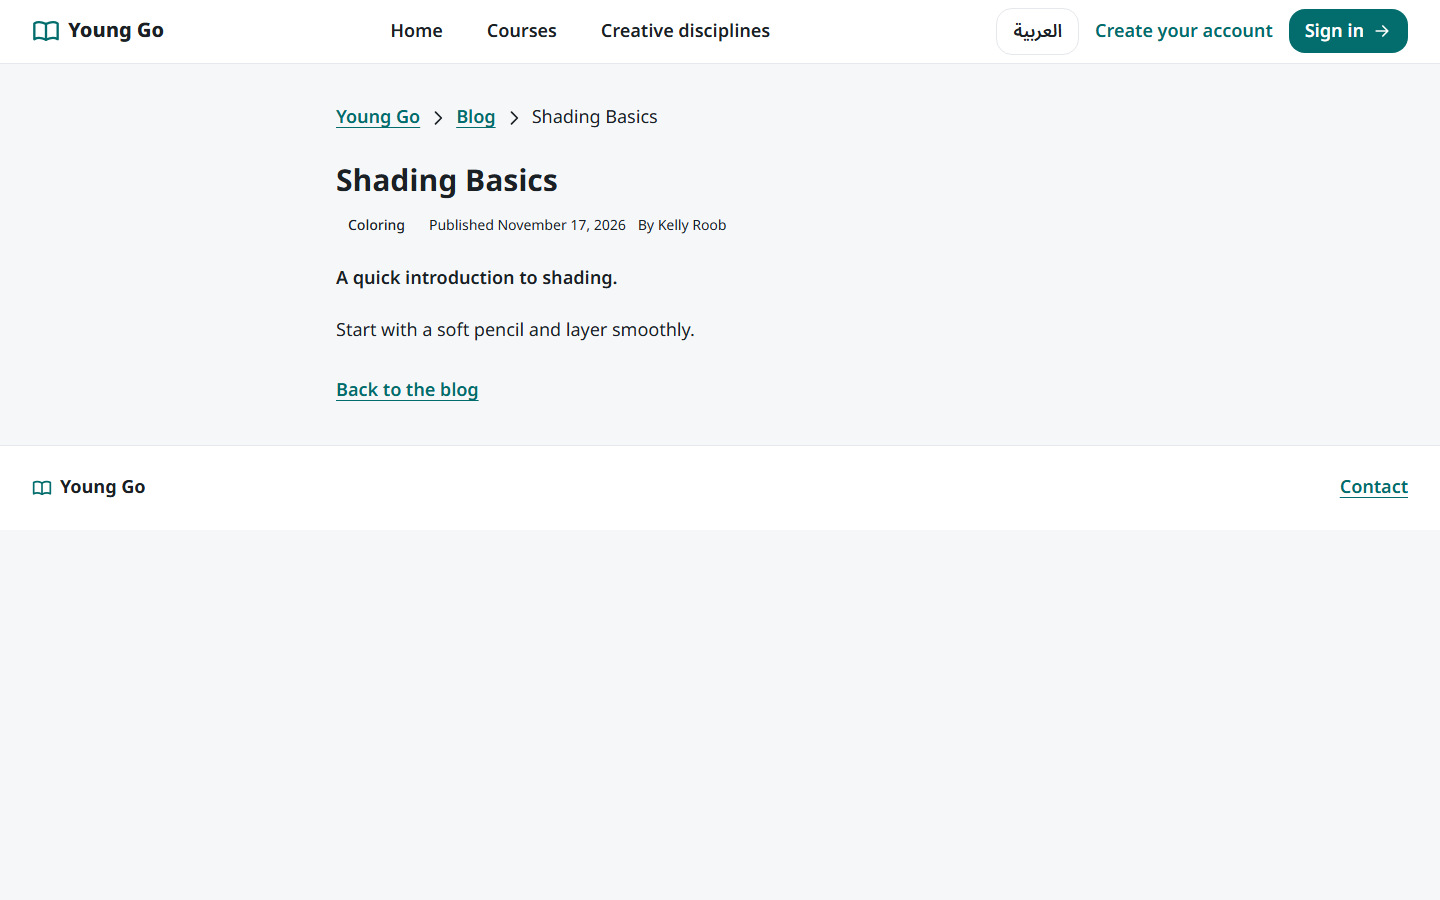 Young Go
Home Courses Creative disciplines
العربية Create your account Sign in
Young Go Blog Shading Basics
Shading Basics
Coloring Published November 17, 2026 By Kelly Roob
A quick introduction to shading.
Start with a soft pencil and layer smoothly.
Back to the blog
Young Go Contact